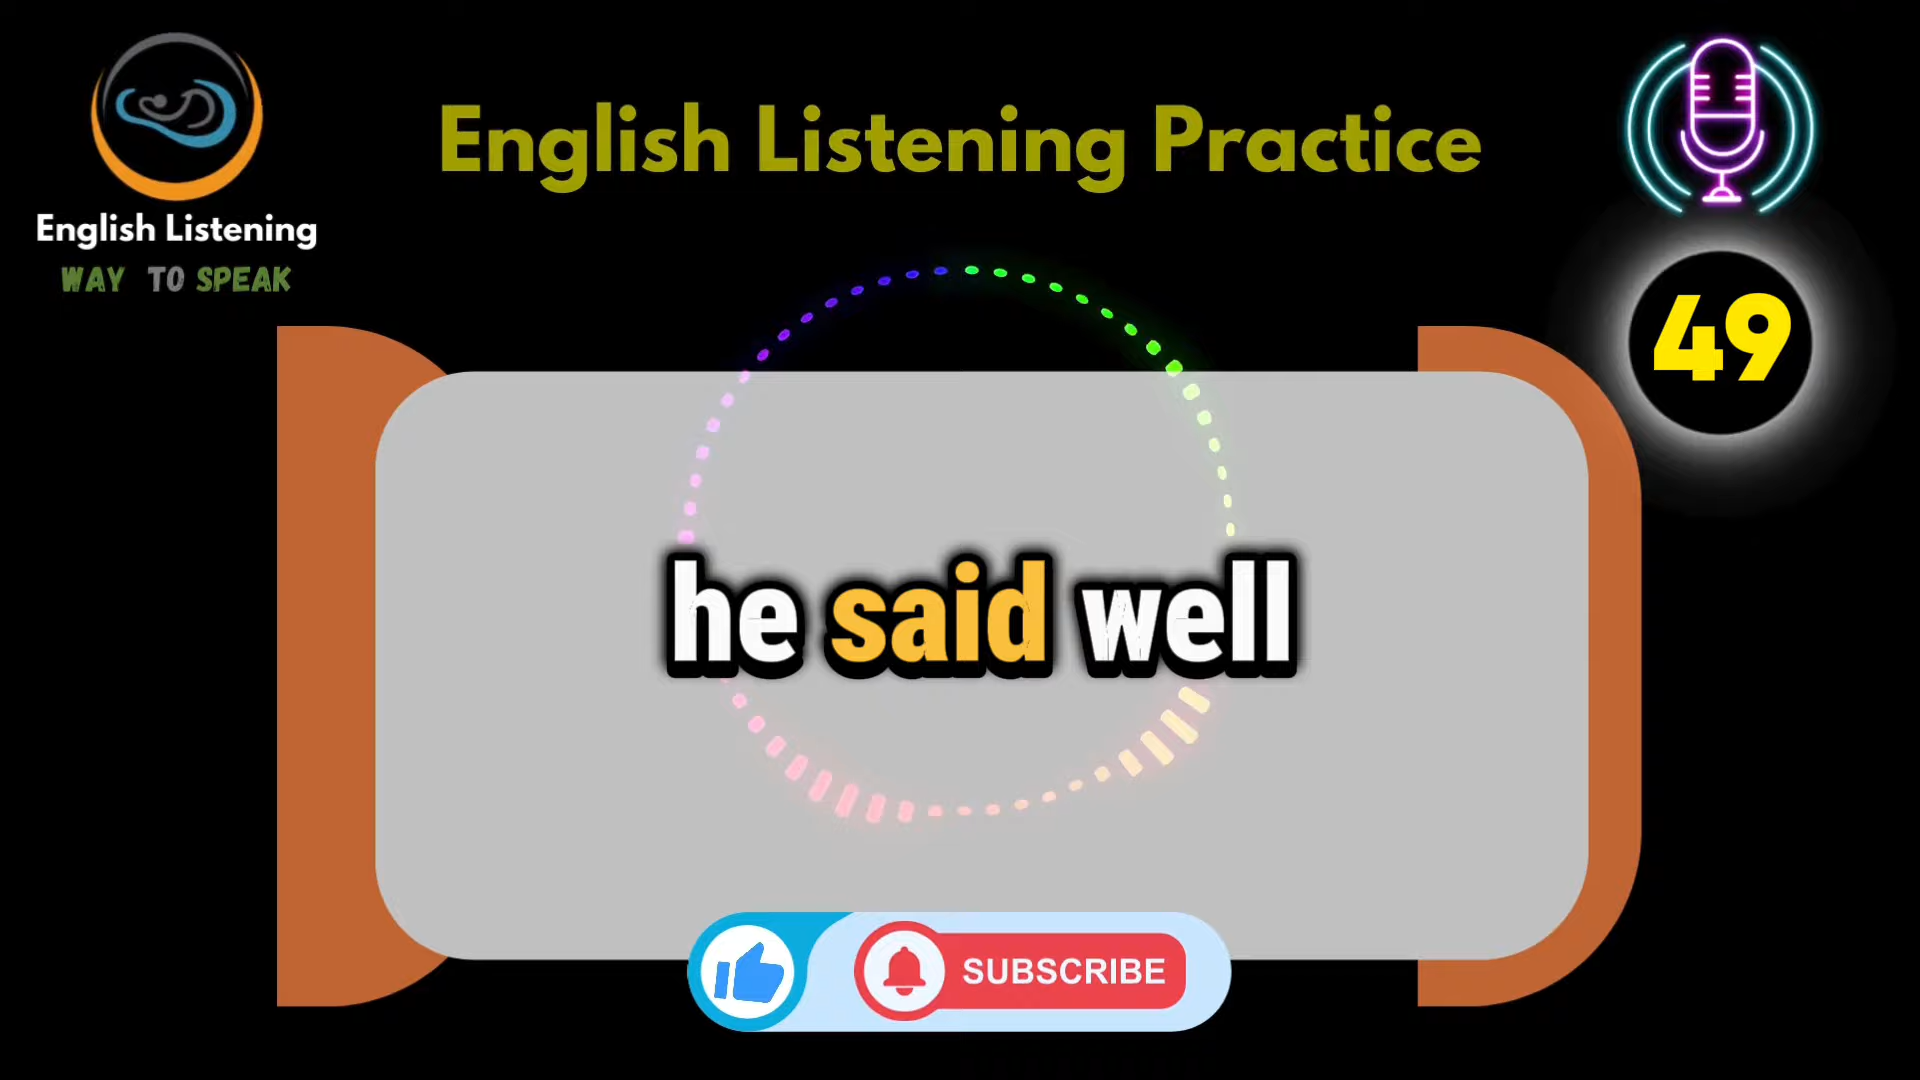 English Listening Practice
English Listening
WAY TO SPEAK
49
he said well
SUBSCRIBE